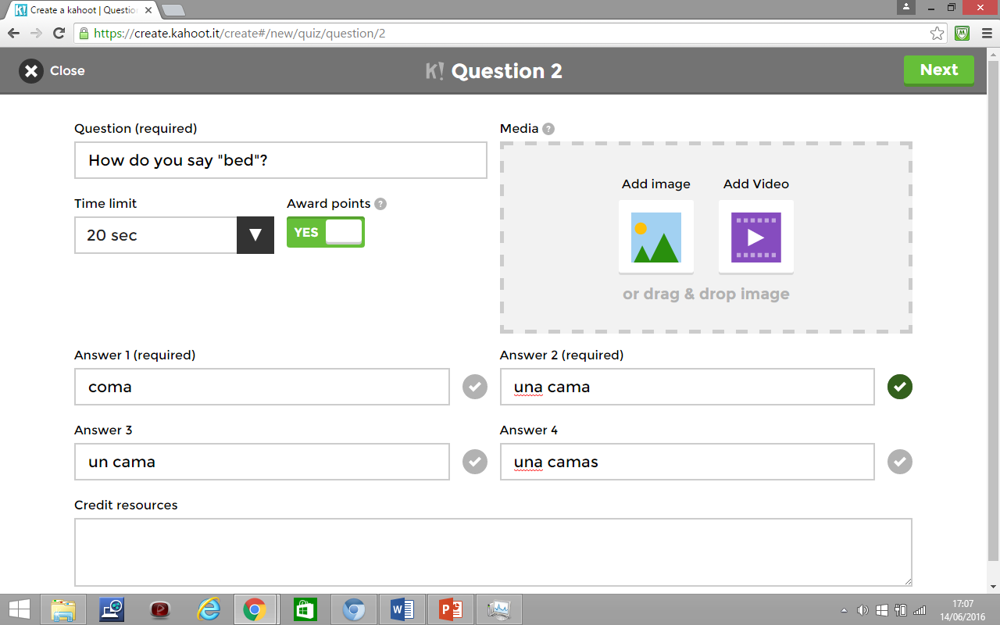 Create a kahoot | Questio
https://create.kahoot.it/create#/new/quiz/question/2
Close
K! Question 2
Next
Question (required)
Media ?
How do you say "bed"?
Add image
Add Video
Time limit
Award points ?
20 sec
YES
or drag & drop image
Answer 1 (required)
Answer 2 (required)
coma
una cama
Answer 3
Answer 4
un cama
una camas
Credit resources
17:07
14/06/2016